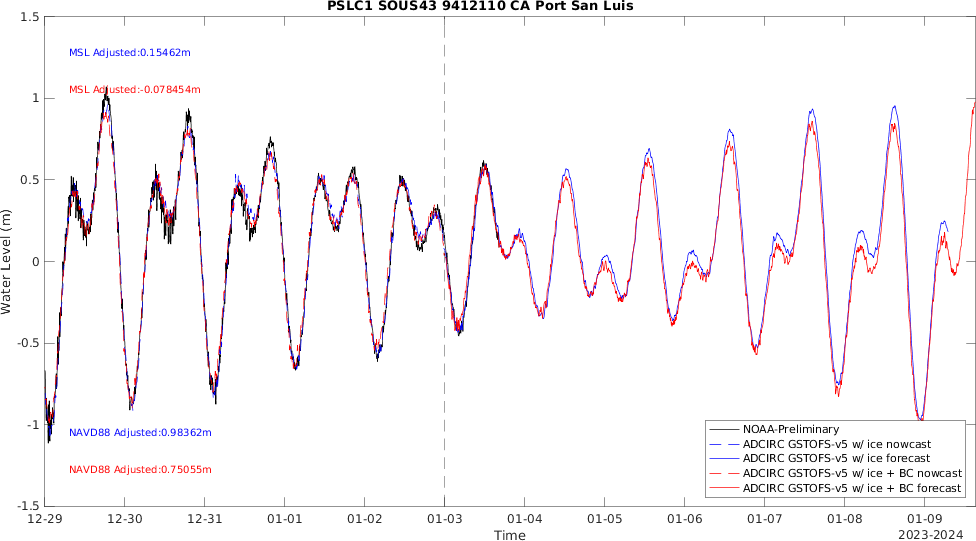 PSLC1 SOUS43 9412110 CA Port San Luis
1.5
1
0.5
0
-0.5
-1
-1.5
Water Level (m)
MSL Adjusted:0.15462m
MSL Adjusted:-0.078454m
NAVD88 Adjusted:0.98362m
NAVD88 Adjusted:0.75055m
NOAA-Preliminary
ADCIRC GSTOFS-v5 w/ ice nowcast
ADCIRC GSTOFS-v5 w/ ice forecast
ADCIRC GSTOFS-v5 w/ ice + BC nowcast
ADCIRC GSTOFS-v5 w/ ice + BC forecast
12-29 12-30 12-31 01-01 01-02 01-03 01-04 01-05 01-06 01-07 01-08 01-09
2023-2024
Time